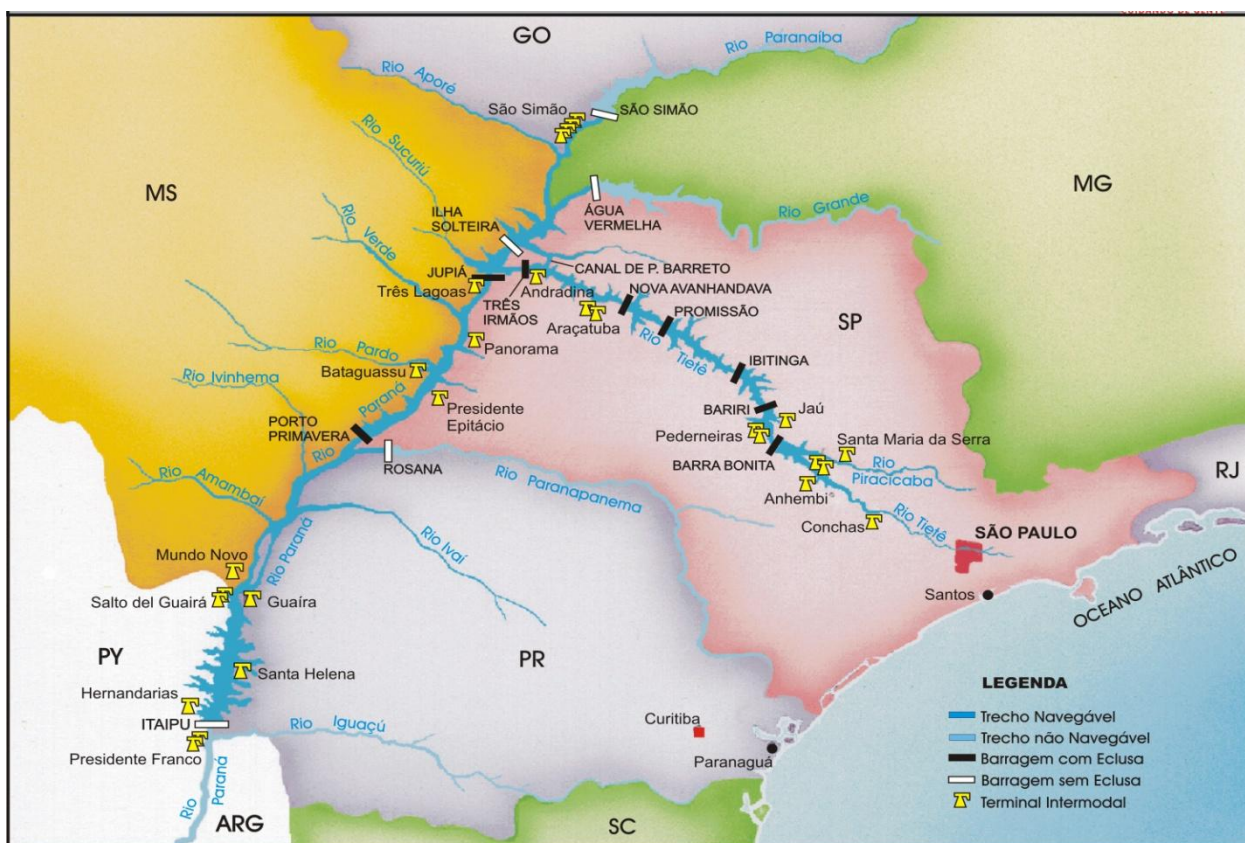 CUIDANDO DE GENTE
GO
Rio Paranaíba
Rio Aporé
São Simão
SÃO SIMÃO
Rio Sucuriú
MS
MG
ILHA
SOLTEIRA
ÁGUA
VERMELHA
Rio Grande
Rio Verde
JUPIÁ
CANAL DE P. BARRETO
Três Lagoas
TRÊS
IRMÃOS
Andradina
NOVA AVANHANDAVA
Araçatuba
PROMISSÃO
SP
Rio Tietê
Panorama
Rio Pardo
Bataguassu
IBITINGA
Rio Ivinhema
Rio Paraná
Presidente
Epitácio
BARIRI
Jaú
PORTO
PRIMAVERA
Pederneiras
Santa Maria da Serra
ROSANA
BARRA BONITA
Rio
Piracicaba
RJ
Rio Amambaí
Rio Paranapanema
Anhembi
Conchas
Rio Tietê
SÃO PAULO
Rio Ivaí
Rio Paraná
Mundo Novo
Salto del Guairá
Guaíra
Santos
OCEANO ATLÂNTICO
PY
PR
Santa Helena
Hernandarias
ITAIPU
Rio Iguaçú
Curitiba
Presidente Franco
Paranaguá
Rio Paraná
ARG
SC
LEGENDA
Trecho Navegável
Trecho não Navegável
Barragem com Eclusa
Barragem sem Eclusa
Terminal Intermodal